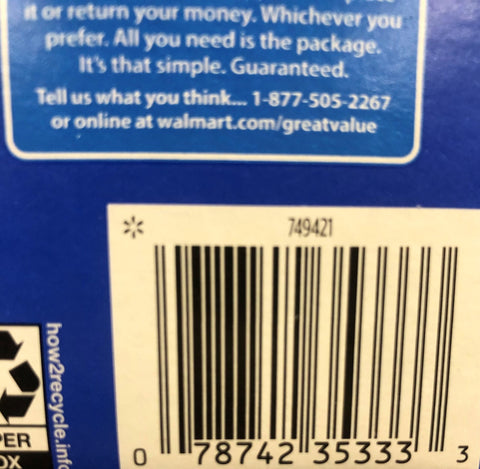 it or return your money. Whichever you
prefer. All you need is the package.
It's that simple. Guaranteed.
Tell us what you think... 1-877-505-2267
or online at walmart.com/greatvalue
749421
how2recycle.info
0 78742 35333 3